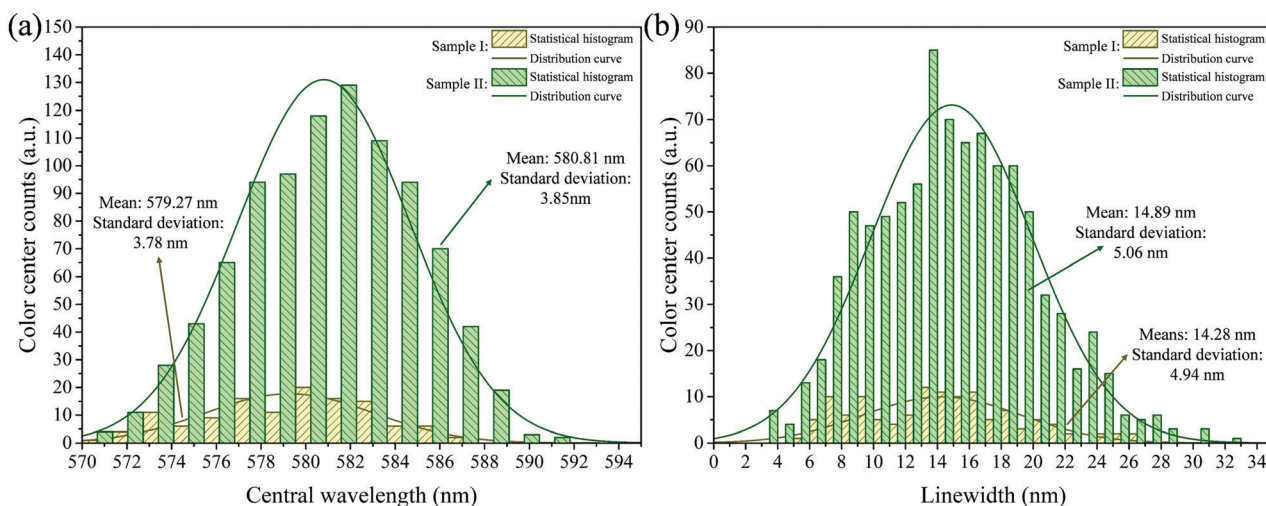 (a)
150
140
130
120
110
100
90
80
70
60
50
40
30
20
10
0
Color center counts (a.u.)
Sample I:
Statistical histogram
Distribution curve
Sample II:
Statistical histogram
Distribution curve
Mean: 579.27 nm
Standard deviation:
3.78 nm
Mean: 580.81 nm
Standard deviation:
3.85nm
570 572 574 576 578 580 582 584 586 588 590 592 594
Central wavelength (nm)
(b)
90
80
70
60
50
40
30
20
10
0
Color center counts (a.u.)
Sample I:
Statistical histogram
Distribution curve
Sample II:
Statistical histogram
Distribution curve
Mean: 14.89 nm
Standard deviation:
5.06 nm
Means: 14.28 nm
Standard deviation:
4.94 nm
0 2 4 6 8 10 12 14 16 18 20 22 24 26 28 30 32 34
Linewidth (nm)